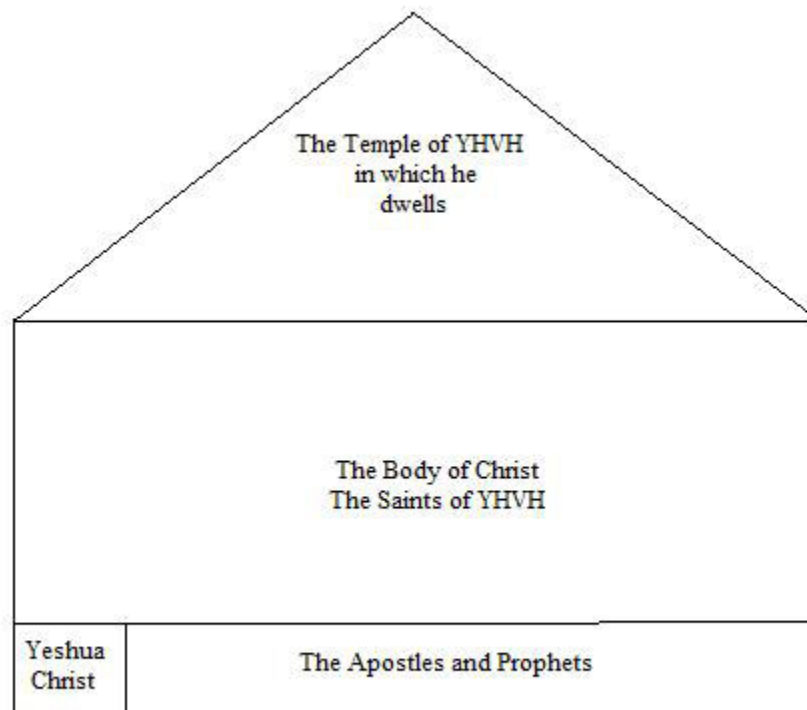 The Temple of YHVH
in which he
dwells
The Body of Christ
The Saints of YHVH
Yeshua
Christ
The Apostles and Prophets